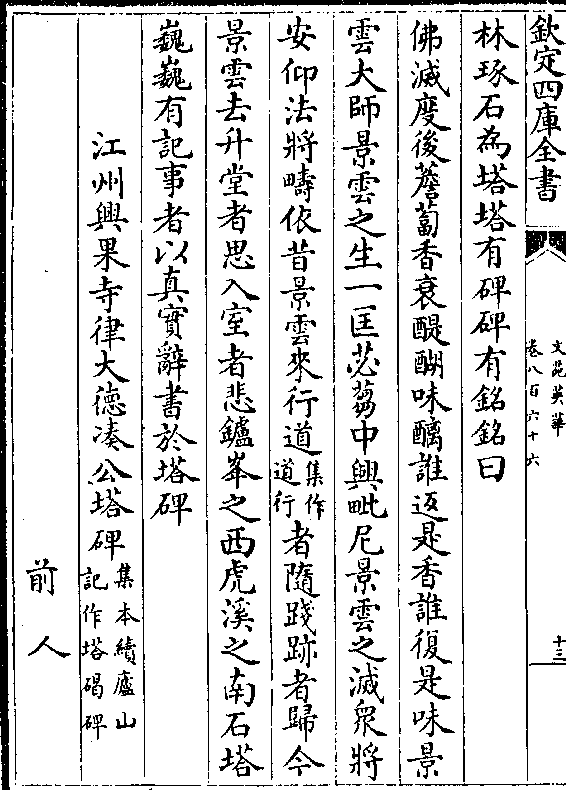 欽定四庫全書
文苑英華
卷八百六十六
十三
林琢石為塔塔有碑碑有銘銘曰
佛滅度後薝蔔香衰醍醐味醨誰返是香誰復是味景
雲大師景雲之生一匡苾蒭中興毗尼景雲之滅衆將
安仰法將疇依昔景雲來行道集作道行者隨踐跡者歸今
景雲去升堂者思入室者悲鑪峯之西虎溪之南石塔
巍巍有記事者以真實辭書於塔碑
江州興果寺律大德湊公塔碑集本續廬山記作塔碣碑
前人